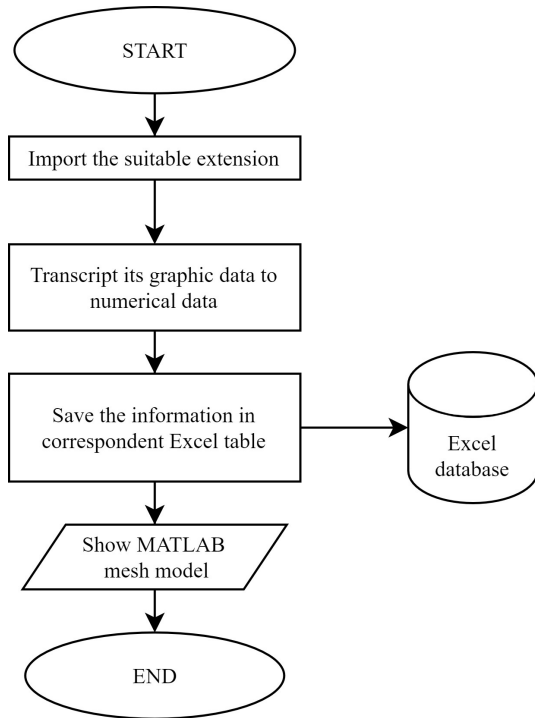 START
Import the suitable extension
Transcript its graphic data to
numerical data
Save the information in
correspondent Excel table
Excel
database
Show MATLAB
mesh model
END